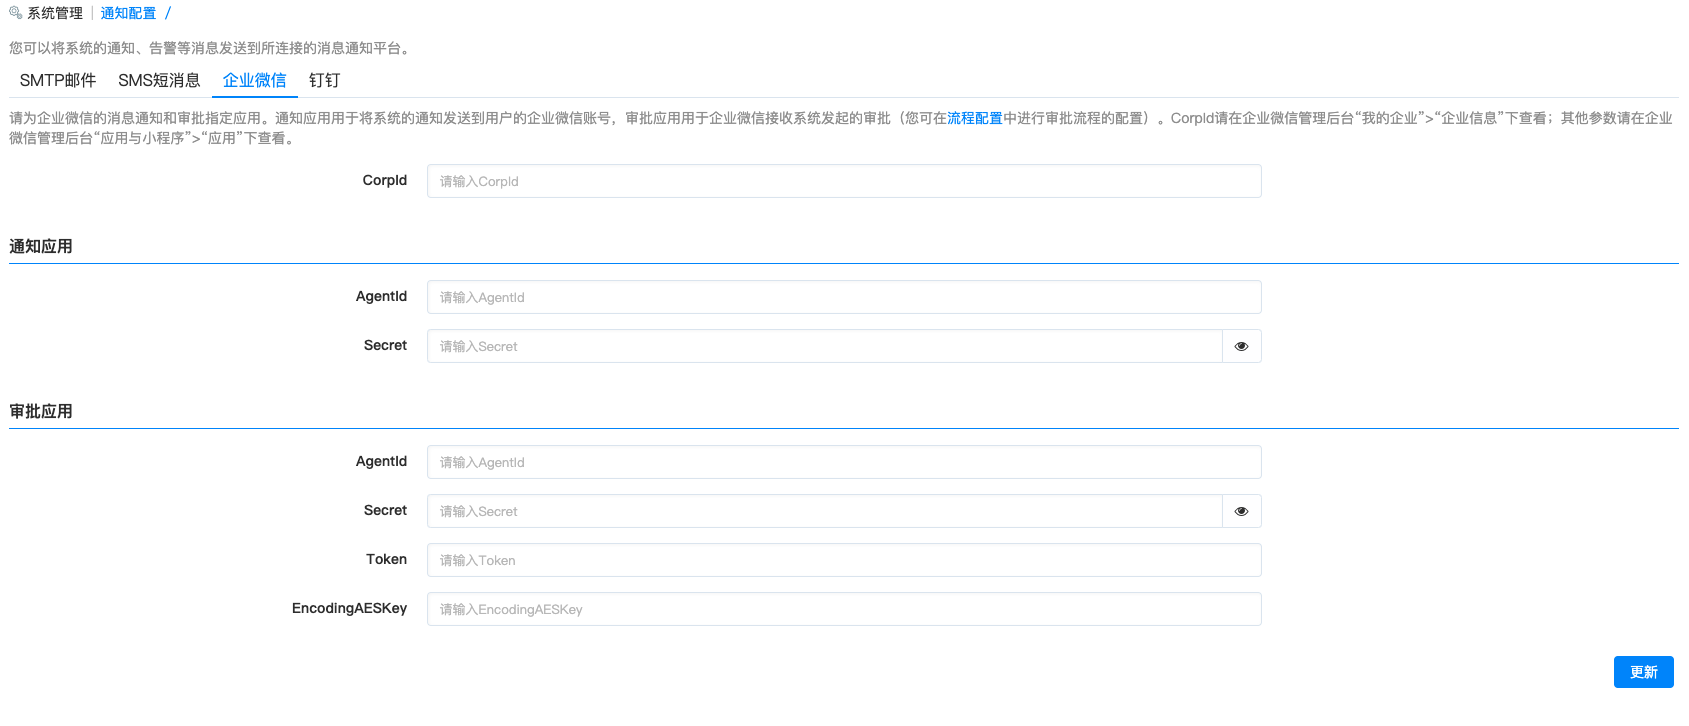 系统管理 | 通知配置 /
您可以将系统的通知、告警等消息发送到所连接的消息通知平台。
SMTP邮件 SMS短消息 企业微信 钉钉
请为企业微信的消息通知和审批指定应用。通知应用用于将系统的通知发送到用户的企业微信账号，审批应用用于企业微信接收系统发起的审批（您可在流程配置中进行审批流程的配置）。CorpId请在企业微信管理后台“我的企业”>“企业信息”下查看；其他参数请在企业
微信管理后台“应用与小程序”>“应用”下查看。
CorpId 请输入CorpId
通知应用
AgentId 请输入AgentId
Secret 请输入Secret
审批应用
AgentId 请输入AgentId
Secret 请输入Secret
Token 请输入Token
EncodingAESKey 请输入EncodingAESKey
更新